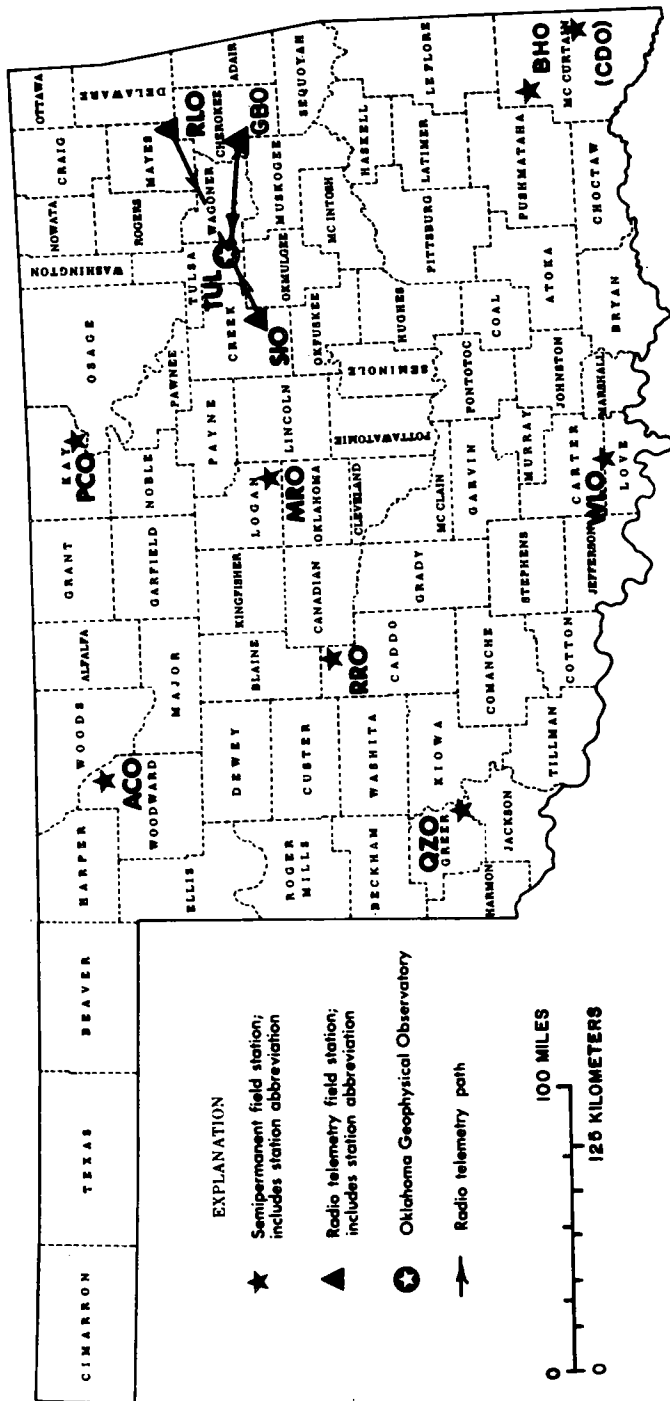 CIMARRON
TEXAS
BEAVER
HARPER
WOODS
ALFALFA
GRANT
KAY
PCO
OSAGE
WASHINGTON
NOWATA
CRAIG
OTTAWA
ELLIS
WOODWARD
ACO
MAJOR
GARFIELD
NOBLE
PAWNEE
ROGERS
MAYES
DELAWARE
RLO
ROGER
MILLS
DEWEY
BLAINE
KINGFISHER
LOGAN
PAYNE
CREEK
TULSA
TUL
WAGONER
CHEROKEE
ADAIR
GBO
SIO
MRO
CUSTER
CANADIAN
OKLAHOMA
LINCOLN
OKFUSKEE
OKMULGEE
MUSKOGEE
MC INTOSH
SEQUOYAH
HASKELL
BECKHAM
WASHITA
RRO
CADDO
GRADY
CLEVELAND
MC CLAIN
POTTAWATOMIE
SEMINOLE
HUGHES
PITTSBURG
LATIMER
LE FLORE
HARMON
GREER
QZO
KIOWA
JACKSON
TILLMAN
COMANCHE
COTTON
STEPHENS
JEFFERSON
GARVIN
MURRAY
CARTER
WLO
LOVE
PONTOTOC
JOHNSTON
MARSHALL
COAL
ATOKA
BRYAN
PUSHMATAHA
CHOCTAW
BHO
MC CURTAIN
(CDO)
EXPLANATION
Semipermanent field station;
includes station abbreviation
Radio telemetry field station;
includes station abbreviation
Oklahoma Geophysical Observatory
Radio telemetry path
0 100 MILES
0 125 KILOMETERS